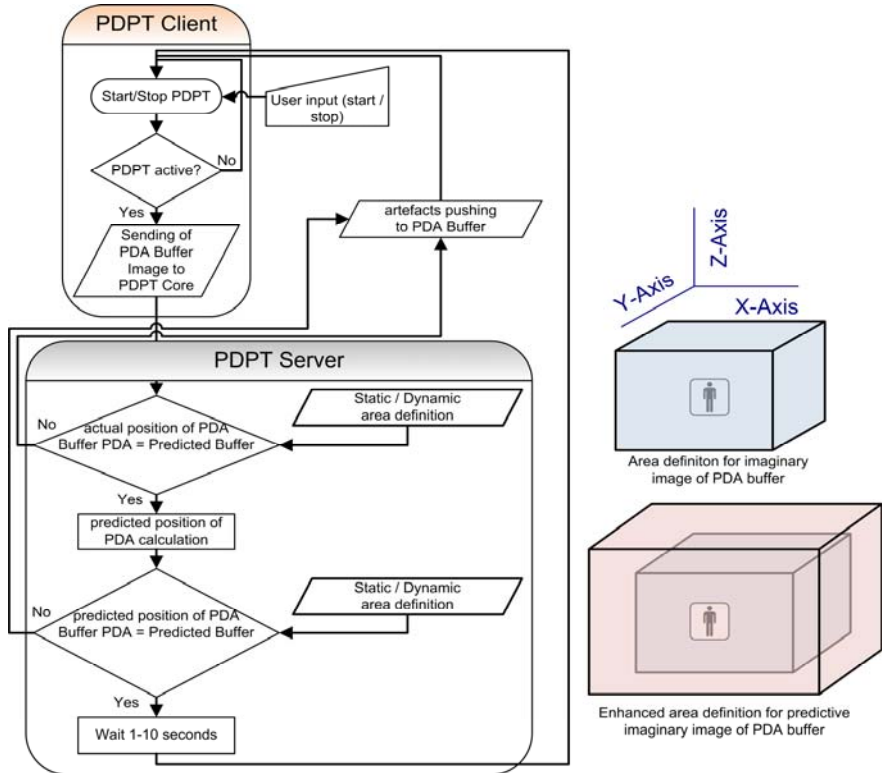 PDPT Client
Start/Stop PDPT
User input (start /
stop)
PDPT active?
No
Yes
Sending of
PDA Buffer
Image to
PDPT Core
artefacts pushing
to PDA Buffer
PDPT Server
Static / Dynamic
area definition
No
actual position of PDA
Buffer PDA = Predicted Buffer
Yes
predicted position of
PDA calculation
Static / Dynamic
area definition
No
predicted position of PDA
Buffer PDA = Predicted Buffer
Yes
Wait 1-10 seconds
Z-Axis
Y-Axis
X-Axis
Area definiton for imaginary
image of PDA buffer
Enhanced area definition for predictive
imaginary image of PDA buffer